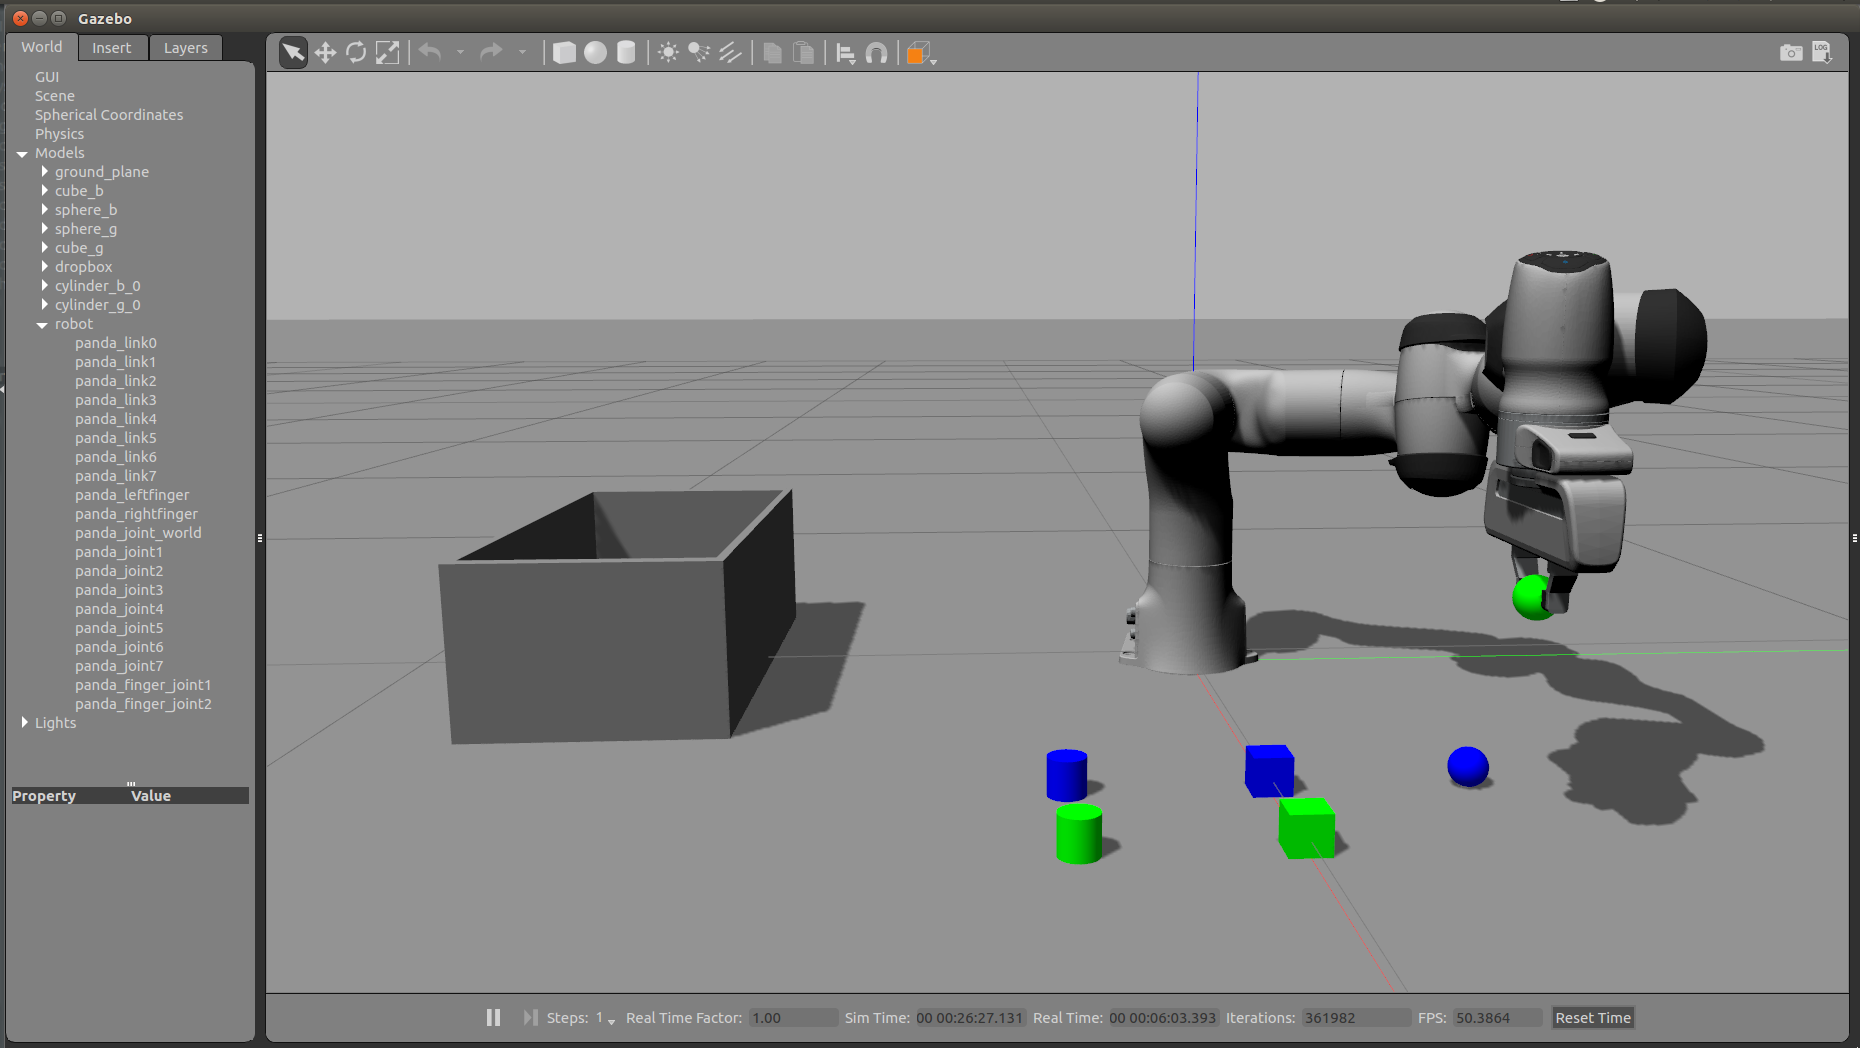 Gazebo
World Insert Layers
GUI
Scene
Spherical Coordinates
Physics
Models
ground_plane
cube_b
sphere_b
sphere_g
cube_g
dropbox
cylinder_b_0
cylinder_g_0
robot
panda_link0
panda_link1
panda_link2
panda_link3
panda_link4
panda_link5
panda_link6
panda_link7
panda_leftfinger
panda_rightfinger
panda_joint_world
panda_joint1
panda_joint2
panda_joint3
panda_joint4
panda_joint5
panda_joint6
panda_joint7
panda_finger_joint1
panda_finger_joint2
Lights
Property Value
LOG
Steps: 1 Real Time Factor: 1.00 Sim Time: 00 00:26:27.131 Real Time: 00 00:06:03.393 Iterations: 361982 FPS: 50.3864 Reset Time